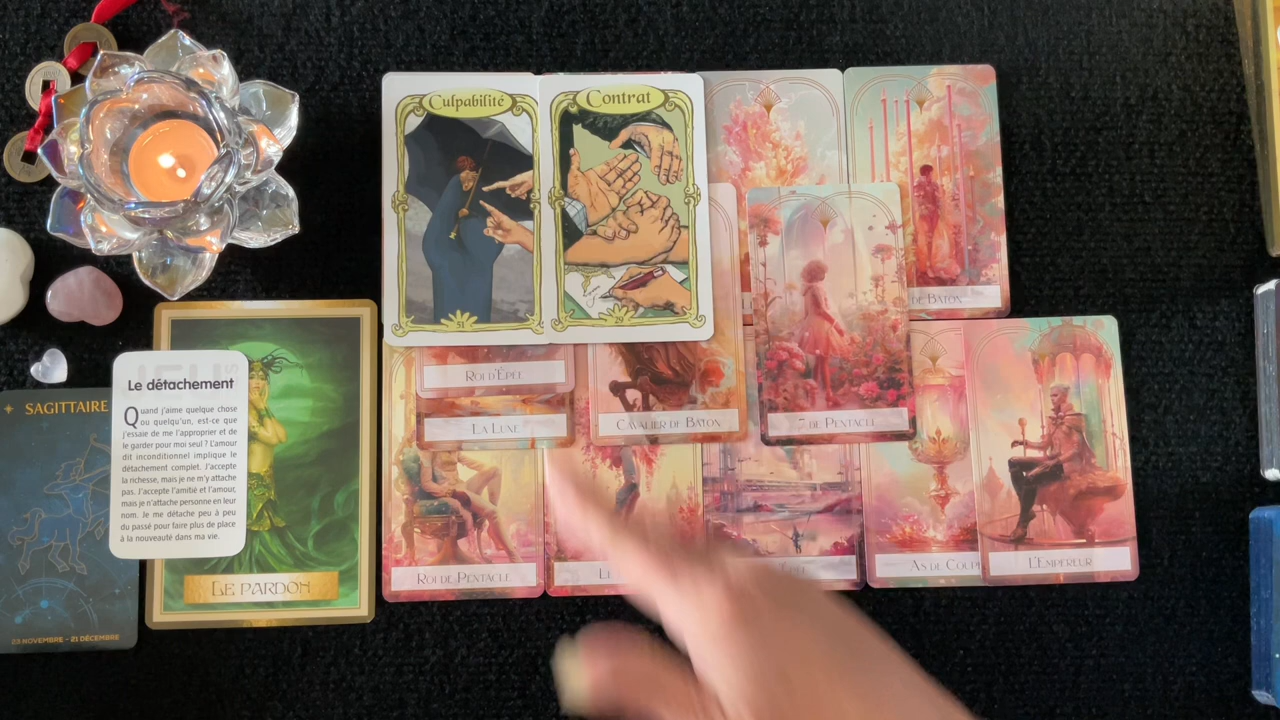 Culpabilité
Contrat
51
29
DE BÂTON
ROI D'ÉPÉE
LA LUNE
CAVALIER DE BÂTON
7 DE PENTACLE
ROI DE PENTACLE
AS DE COUPE
L'EMPEREUR
SAGITTAIRE
23 NOVEMBRE - 21 DÉCEMBRE
Le détachement
Quand j'aime quelque chose
ou quelqu'un, est-ce que
j'essaie de me l'approprier et de
le garder pour moi seul ? L'amour
dit inconditionnel implique le
détachement complet. J'accepte
la richesse, mais je ne m'y attache
pas. J'accepte l'amitié et l'amour,
mais je n'attache personne en leur
nom. Je me détache peu à peu
du passé pour faire plus de place
à la nouveauté dans ma vie.
LE PARDON